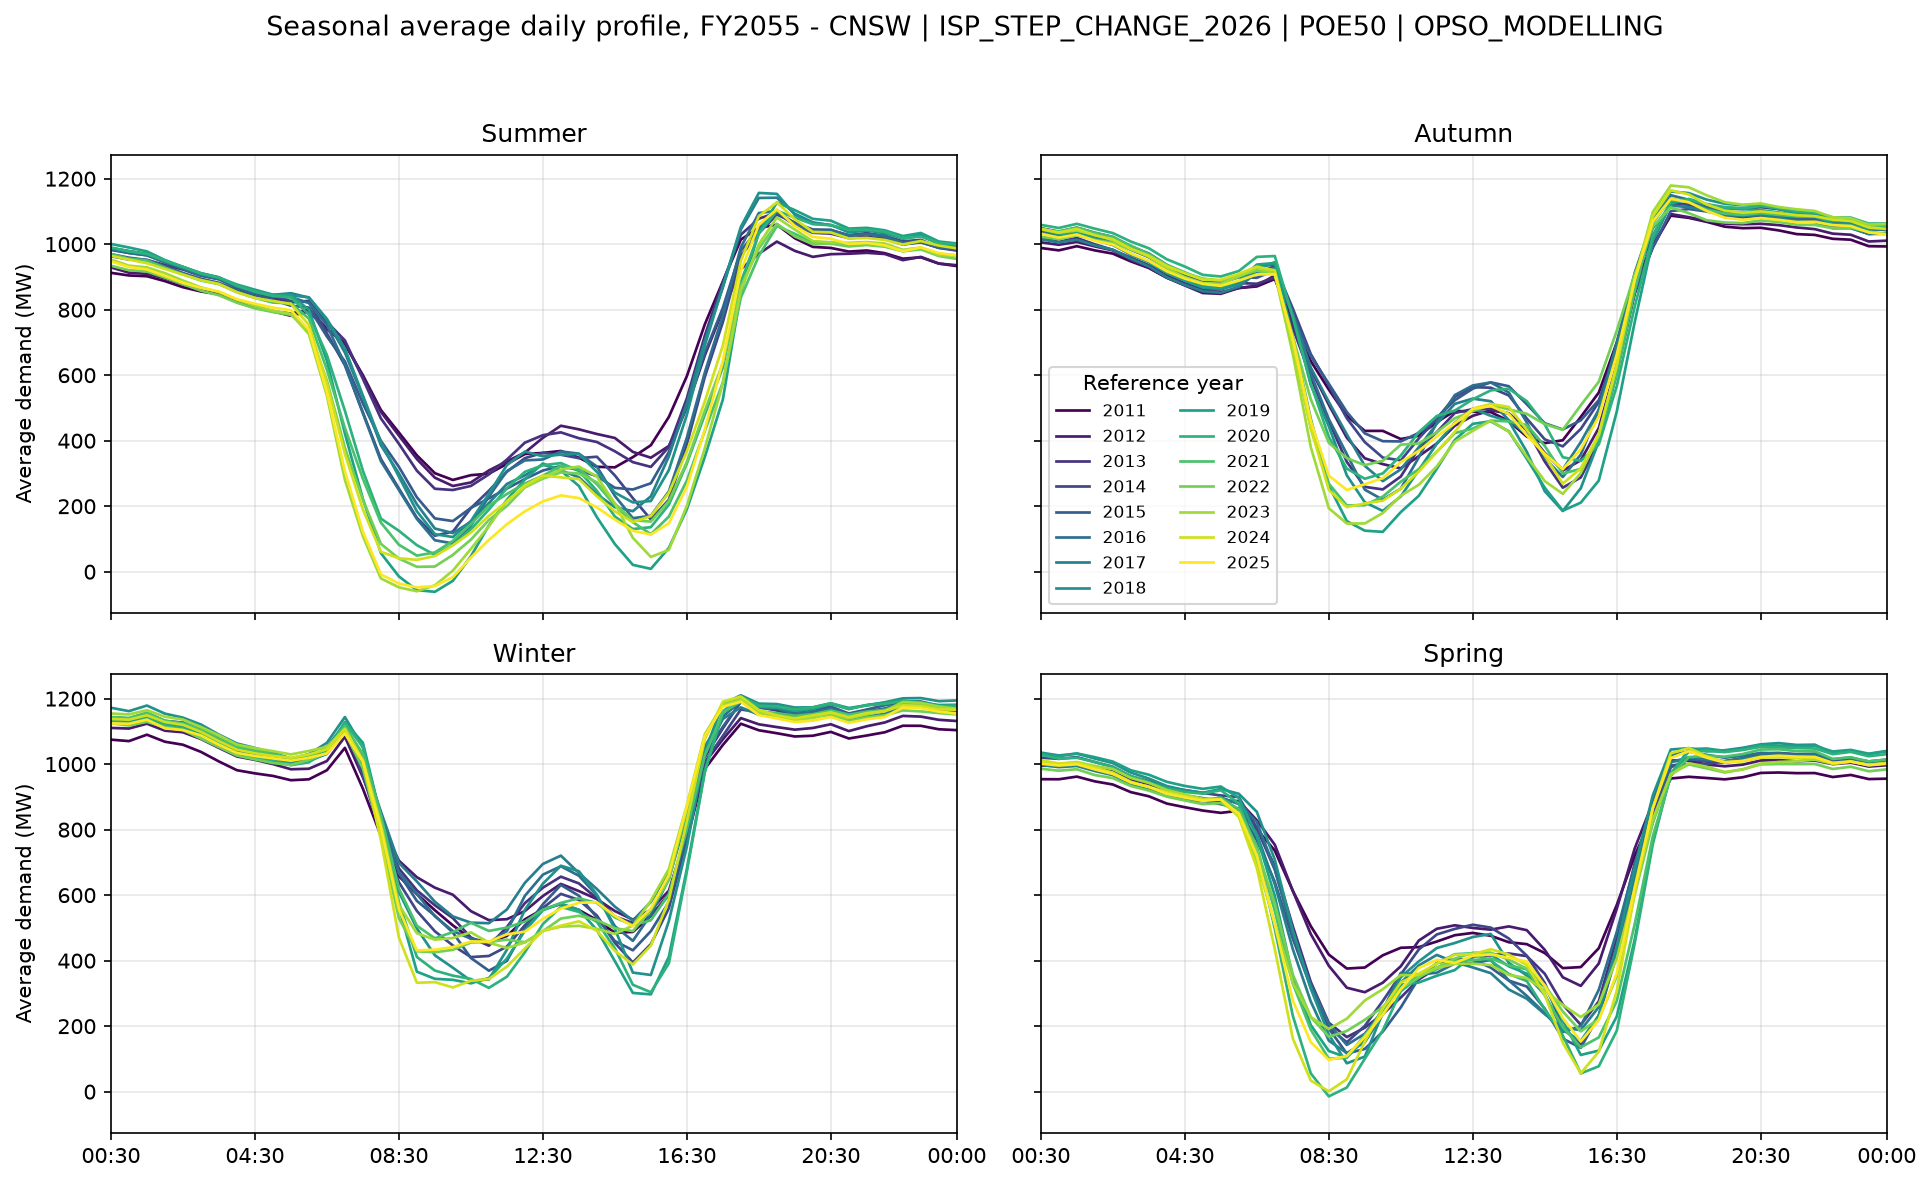 Seasonal average daily profile, FY2055 - CNSW | ISP_STEP_CHANGE_2026 | POE50 | OPSO_MODELLING
Summer
Average demand (MW)
1200
1000
800
600
400
200
0
Autumn
Reference year
2011
2012
2013
2014
2015
2016
2017
2018
2019
2020
2021
2022
2023
2024
2025
Winter
Average demand (MW)
1200
1000
800
600
400
200
0
00:30 04:30 08:30 12:30 16:30 20:30 00:00
Spring
00:30 04:30 08:30 12:30 16:30 20:30 00:00